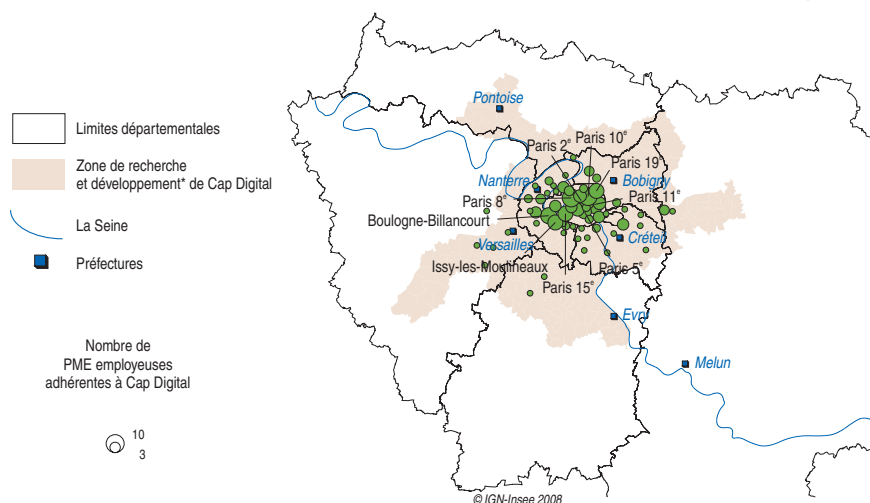 Limites départementales
Zone de recherche
et développement* de Cap Digital
La Seine
Préfectures
Nombre de
PME employeuses
adhérentes à Cap Digital
10
3
Pontoise
Paris 2e
Paris 10e
Paris 19
Nanterre
Bobigny
Paris 8e
Paris 11e
Boulogne-Billancourt
Versailles
Créteil
Issy-les-Moulineaux
Paris 5e
Paris 15e
Evry
Melun
© IGN-Insee 2008